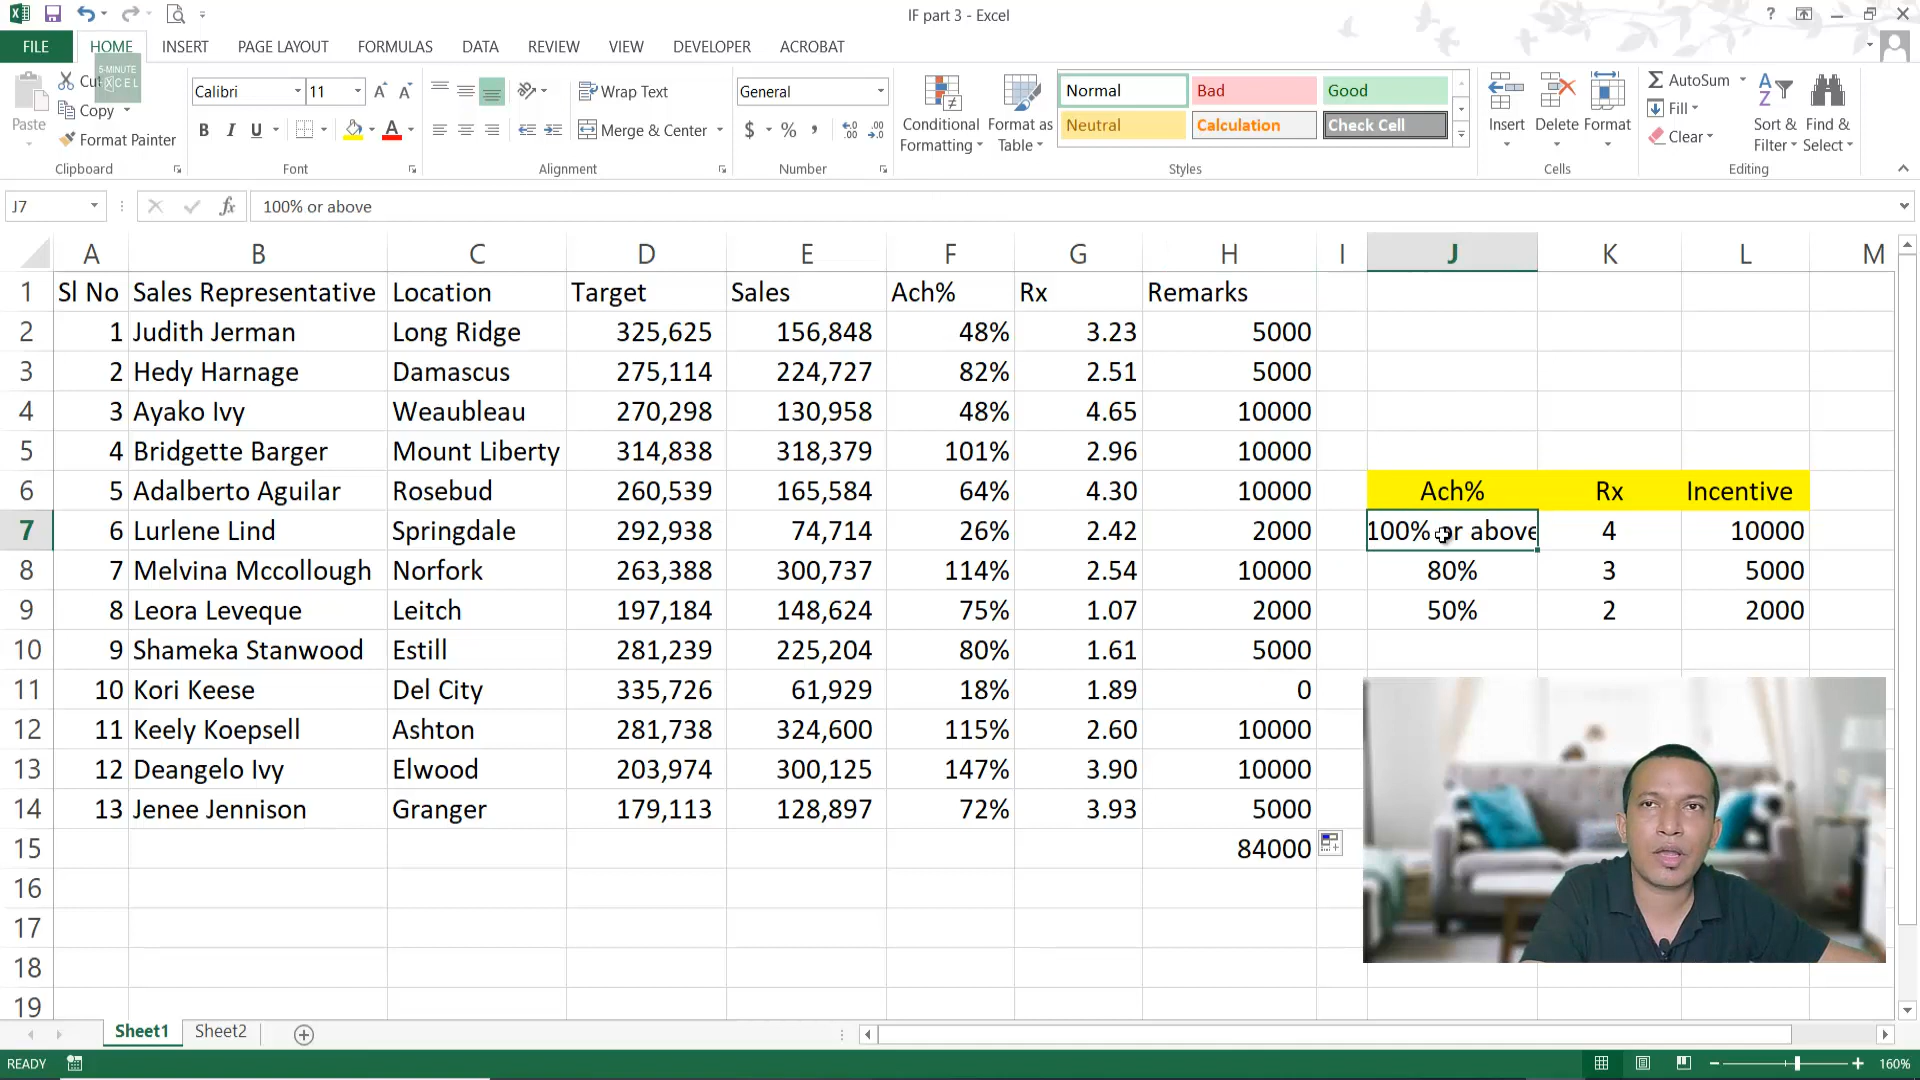 IF part 3 - Excel
FILE HOME INSERT PAGE LAYOUT FORMULAS DATA REVIEW VIEW DEVELOPER ACROBAT
5-MINUTE
EXCEL
Paste
Cut
Copy
Format Painter
Clipboard
Calibri 11
B I U
Font
Wrap Text
Merge & Center
Alignment
General
$ % ,
Number
Conditional Formatting
Format as Table
Normal Bad Good
Neutral Calculation Check Cell
Styles
Insert Delete Format
Cells
AutoSum
Fill
Clear
Sort & Filter
Find & Select
Editing
J7 fx 100% or above
A B C D E F G H I J K L M
1 Sl No Sales Representative Location Target Sales Ach% Rx Remarks
2 1 Judith Jerman Long Ridge 325,625 156,848 48% 3.23 5000
3 2 Hedy Harnage Damascus 275,114 224,727 82% 2.51 5000
4 3 Ayako Ivy Weaubleau 270,298 130,958 48% 4.65 10000
5 4 Bridgette Barger Mount Liberty 314,838 318,379 101% 2.96 10000
6 5 Adalberto Aguilar Rosebud 260,539 165,584 64% 4.30 10000 Ach% Rx Incentive
7 6 Lurlene Lind Springdale 292,938 74,714 26% 2.42 2000 100% or above 4 10000
8 7 Melvina Mccollough Norfork 263,388 300,737 114% 2.54 10000 80% 3 5000
9 8 Leora Leveque Leitch 197,184 148,624 75% 1.07 2000 50% 2 2000
10 9 Shameka Stanwood Estill 281,239 225,204 80% 1.61 5000
11 10 Kori Keese Del City 335,726 61,929 18% 1.89 0
12 11 Keely Koepsell Ashton 281,738 324,600 115% 2.60 10000
13 12 Deangelo Ivy Elwood 203,974 300,125 147% 3.90 10000
14 13 Jenee Jennison Granger 179,113 128,897 72% 3.93 5000
15 84000
16
17
18
19
Sheet1 Sheet2
READY 160%